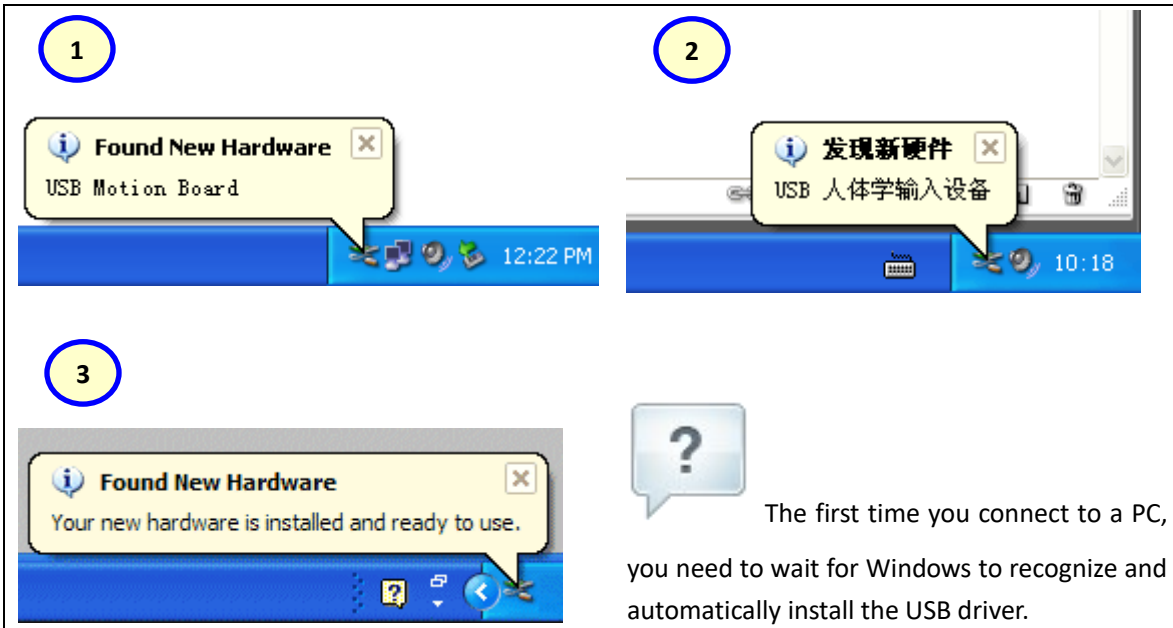 1
Found New Hardware
USB Motion Board
12:22 PM
2
发现新硬件
USB 人体学输入设备
10:18
3
Found New Hardware
Your new hardware is installed and ready to use.
?
The first time you connect to a PC,
you need to wait for Windows to recognize and
automatically install the USB driver.